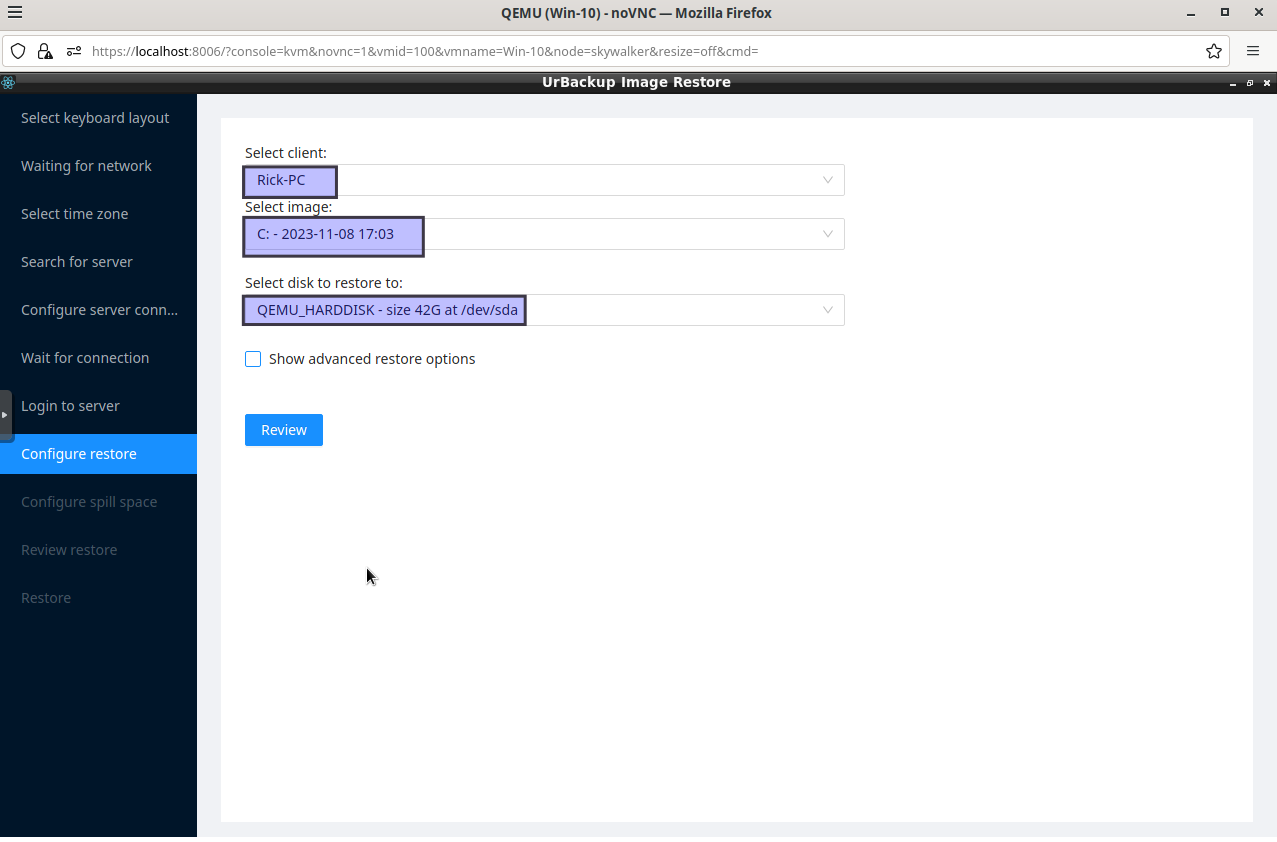 QEMU (Win-10) - noVNC — Mozilla Firefox
https://localhost:8006/?console=kvm&novnc=1&vmid=100&vmname=Win-10&node=skywalker&resize=off&cmd=
UrBackup Image Restore
Select keyboard layout
Waiting for network
Select time zone
Search for server
Configure server conn...
Wait for connection
Login to server
Configure restore
Configure spill space
Review restore
Restore
Select client:
Rick-PC
Select image:
C: - 2023-11-08 17:03
Select disk to restore to:
QEMU_HARDDISK - size 42G at /dev/sda
Show advanced restore options
Review